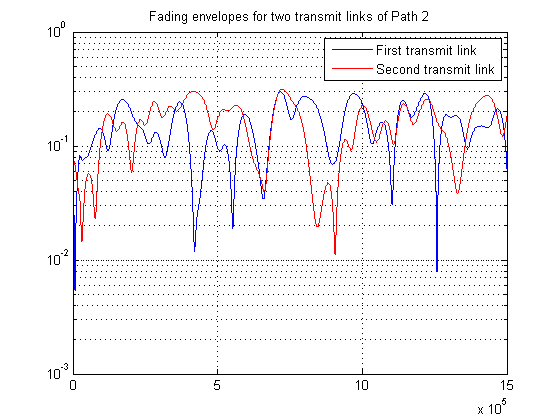 Fading envelopes for two transmit links of Path 2
10^0
First transmit link
Second transmit link
10^-1
10^-2
10^-3
0
5
10
15
x 10^5